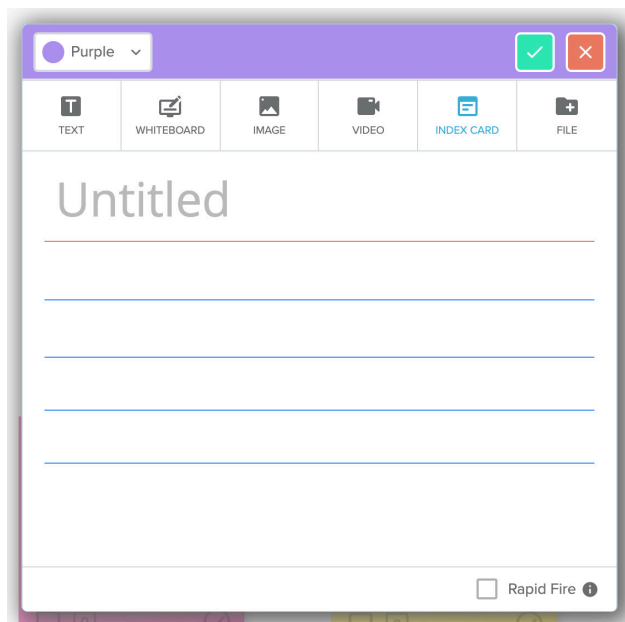 Purple
TEXT WHITEBOARD IMAGE VIDEO INDEX CARD FILE
Untitled
Rapid Fire